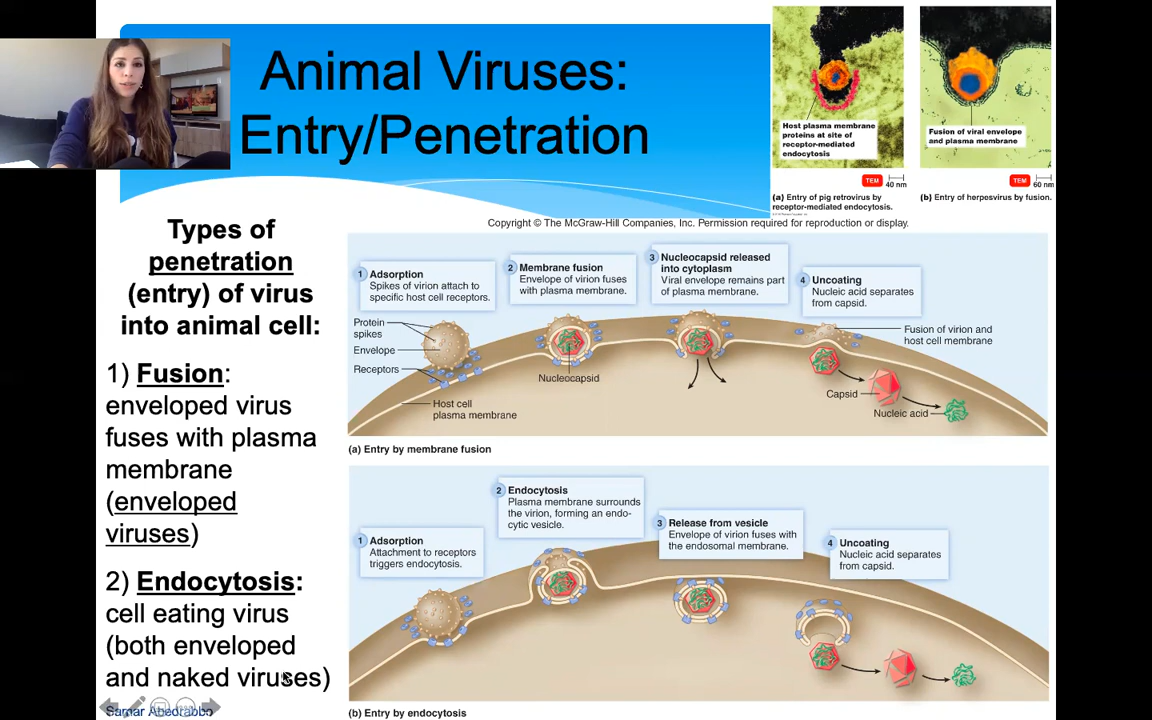 Animal Viruses:
Entry/Penetration
Host plasma membrane
proteins at site of
receptor-mediated
endocytosis
TEM
40 nm
(a) Entry of pig retrovirus by
receptor-mediated endocytosis.
Fusion of viral envelope
and plasma membrane
TEM
60 nm
(b) Entry of herpesvirus by fusion.
Types of
penetration
(entry) of virus
into animal cell:
1) Fusion:
enveloped virus
fuses with plasma
membrane
(enveloped
viruses)
2) Endocytosis:
cell eating virus
(both enveloped
and naked viruses)
Samar Abedrabbo
Copyright © The McGraw-Hill Companies, Inc. Permission required for reproduction or display.
1 Adsorption
Spikes of virion attach to
specific host cell receptors.
2 Membrane fusion
Envelope of virion fuses
with plasma membrane.
3 Nucleocapsid released
into cytoplasm
Viral envelope remains part
of plasma membrane.
4 Uncoating
Nucleic acid separates
from capsid.
Protein
spikes
Envelope
Receptors
Host cell
plasma membrane
Nucleocapsid
Fusion of virion and
host cell membrane
Capsid
Nucleic acid
(a) Entry by membrane fusion
1 Adsorption
Attachment to receptors
triggers endocytosis.
2 Endocytosis
Plasma membrane surrounds
the virion, forming an endo-
cytic vesicle.
3 Release from vesicle
Envelope of virion fuses with
the endosomal membrane.
4 Uncoating
Nucleic acid separates
from capsid.
(b) Entry by endocytosis